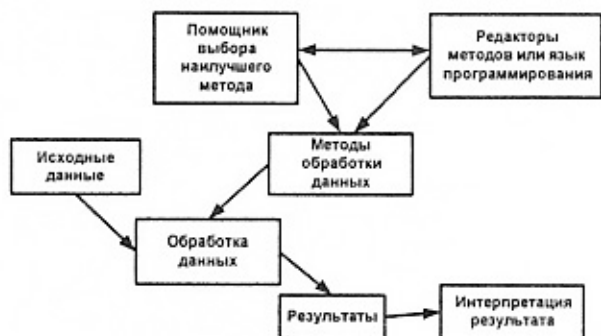 Помощник
выбора
наилучшего
метода
Редакторы
методов или язык
программирования
Методы
обработки
данных
Исходные
данные
Обработка
данных
Результаты
Интерпретация
результата